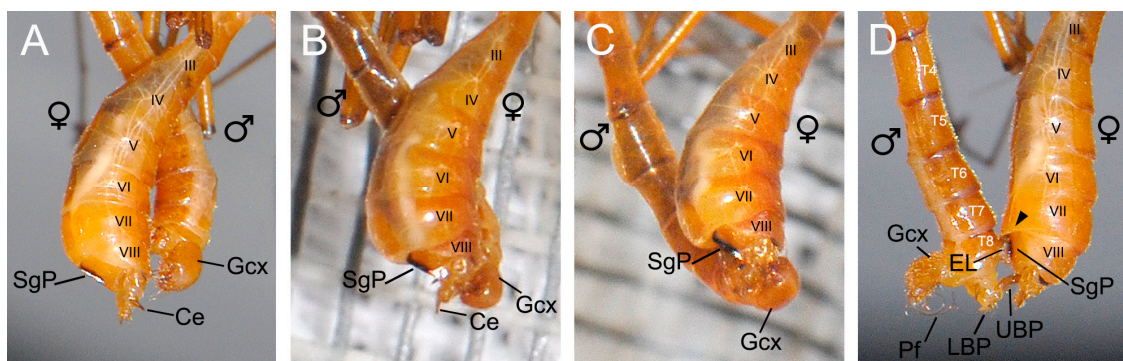 A
III
IV
♀
♂
V
VI
VII
VIII
SgP
Gcx
Ce
B
III
♂
IV
♀
V
VI
VII
VIII
SgP
Gcx
Ce
C
III
IV
♂
V
♀
VI
VII
VIII
SgP
Gcx
D
III
T4
IV
T5
V
♂
♀
T6
VI
T7
VII
Gcx
T8
EL
VIII
SgP
Pf
LBP
UBP